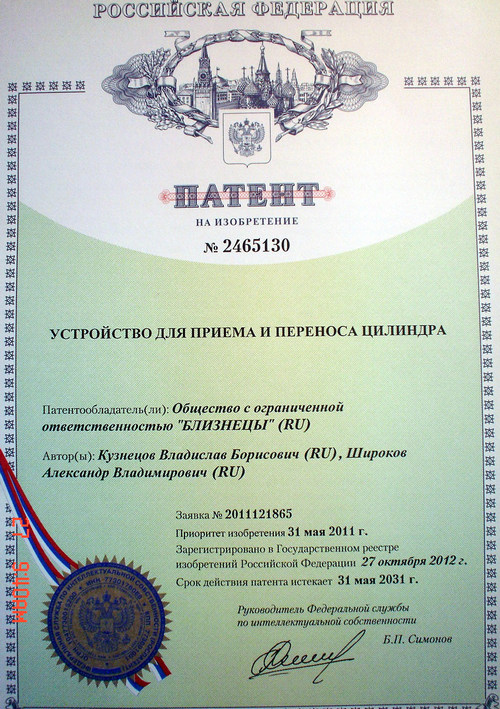 РОССИЙСКАЯ ФЕДЕРАЦИЯ
ПАТЕНТ
НА ИЗОБРЕТЕНИЕ
№ 2465130
УСТРОЙСТВО ДЛЯ ПРИЕМА И ПЕРЕНОСА ЦИЛИНДРА
Патентообладатель(ли): Общество с ограниченной
ответственностью "БЛИЗНЕЦЫ" (RU)
Автор(ы): Кузнецов Владислав Борисович (RU), Широков
Александр Владимирович (RU)
Заявка № 2011121865
Приоритет изобретения 31 мая 2011 г.
Зарегистрировано в Государственном реестре
изобретений Российской Федерации 27 октября 2012 г.
Срок действия патента истекает 31 мая 2031 г.
Руководитель Федеральной службы
по интеллектуальной собственности
Б.П. Симонов